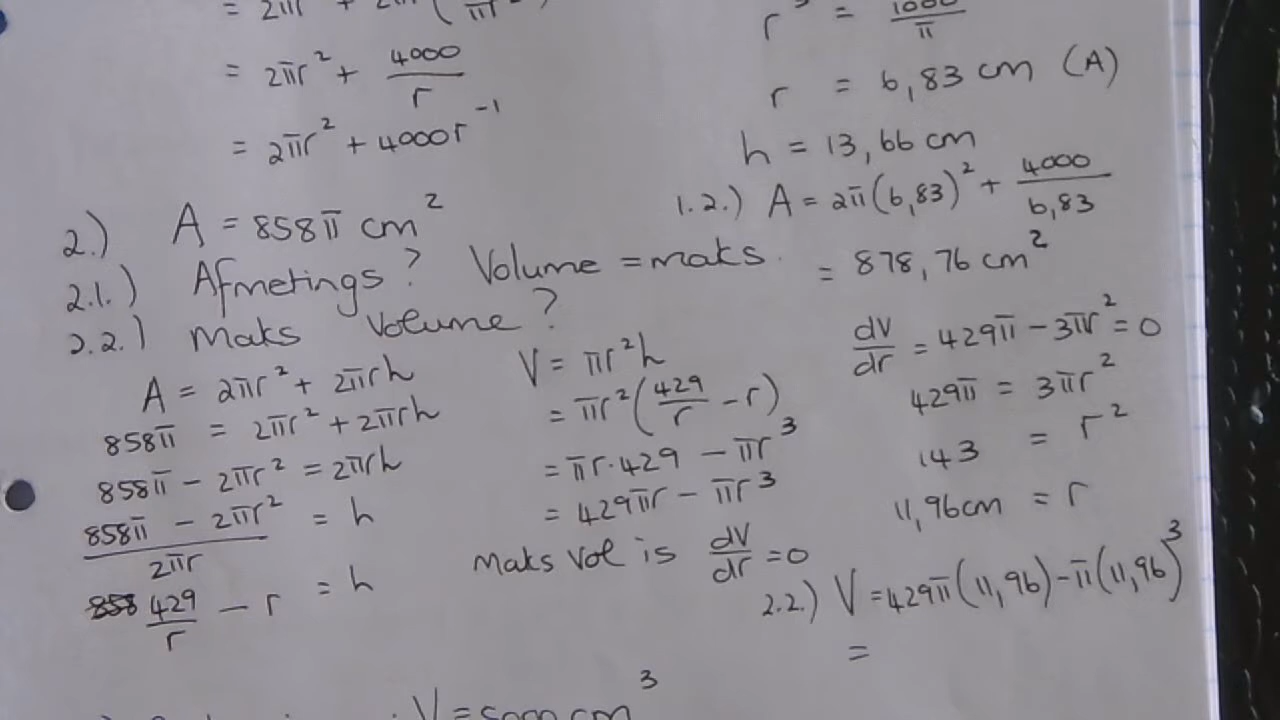 = 2πr² + 4000/r
= 2πr² + 4000r⁻¹
r³ = 1000/π
r = 6,83 cm (A)
h = 13,66 cm
1.2.) A = 2π(6,83)² + 4000/6,83
= 878,76 cm²
2.) A = 858π cm²
2.1.) Afmetings? Volume = maks.
2.2.) Maks Volume?
A = 2πr² + 2πrh
858π = 2πr² + 2πrh
858π − 2πr² = 2πrh
(858π − 2πr²)/2πr = h
429/r − r = h
V = πr²h
= πr²(429/r − r)
= πr·429 − πr³
= 429πr − πr³
Maks Vol is dV/dr = 0
dV/dr = 429π − 3πr² = 0
429π = 3πr²
143 = r²
11,96cm = r
2.2.) V = 429π(11,96) − π(11,96)³
=
V = 5000 cm³